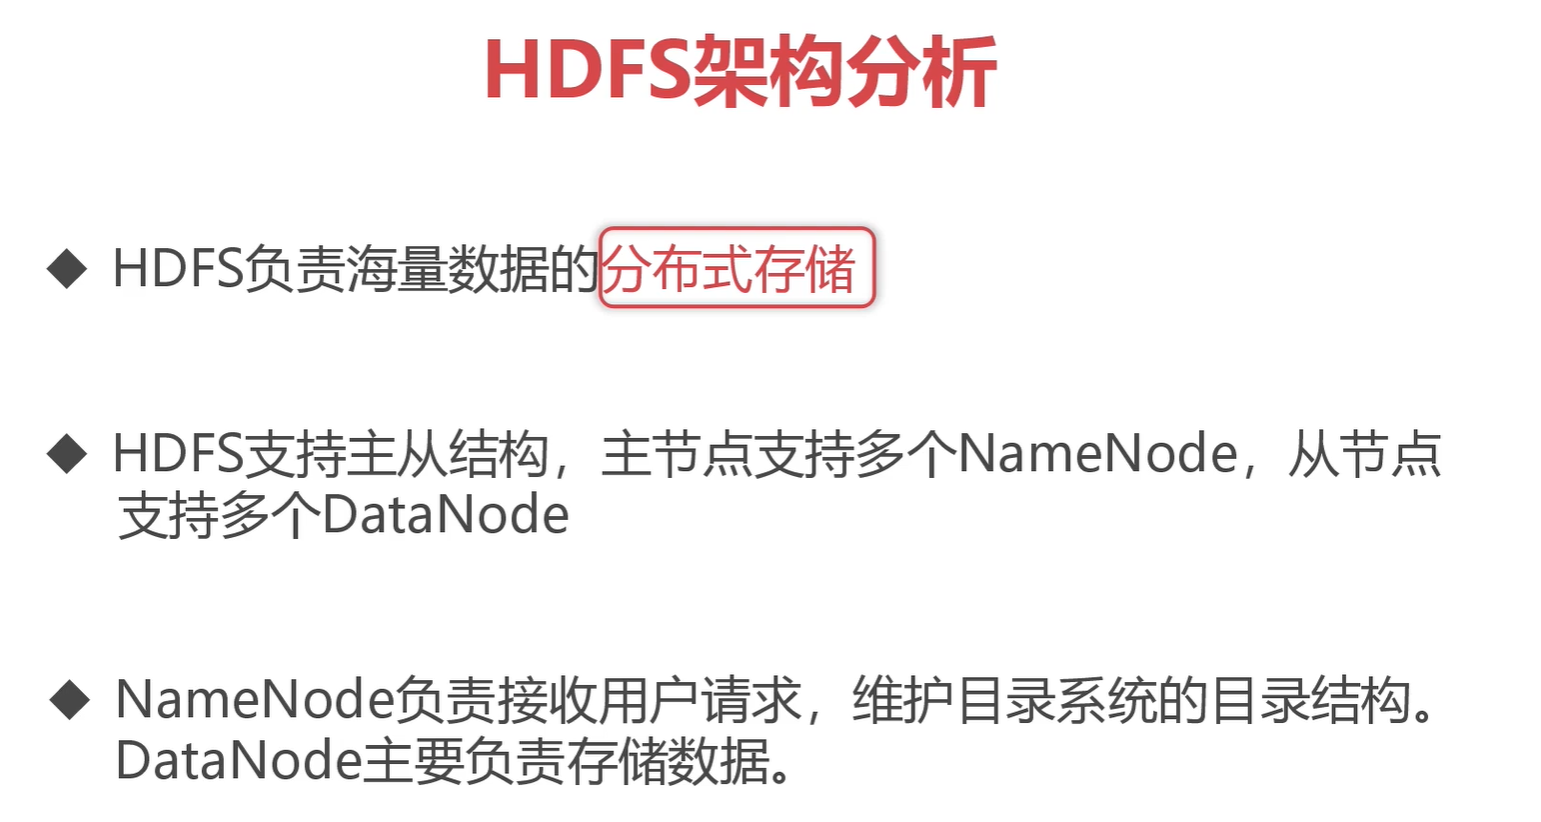 HDFS架构分析
◆ HDFS负责海量数据的分布式存储
◆ HDFS支持主从结构，主节点支持多个NameNode，从节点
支持多个DataNode
◆ NameNode负责接收用户请求，维护目录系统的目录结构。
DataNode主要负责存储数据。